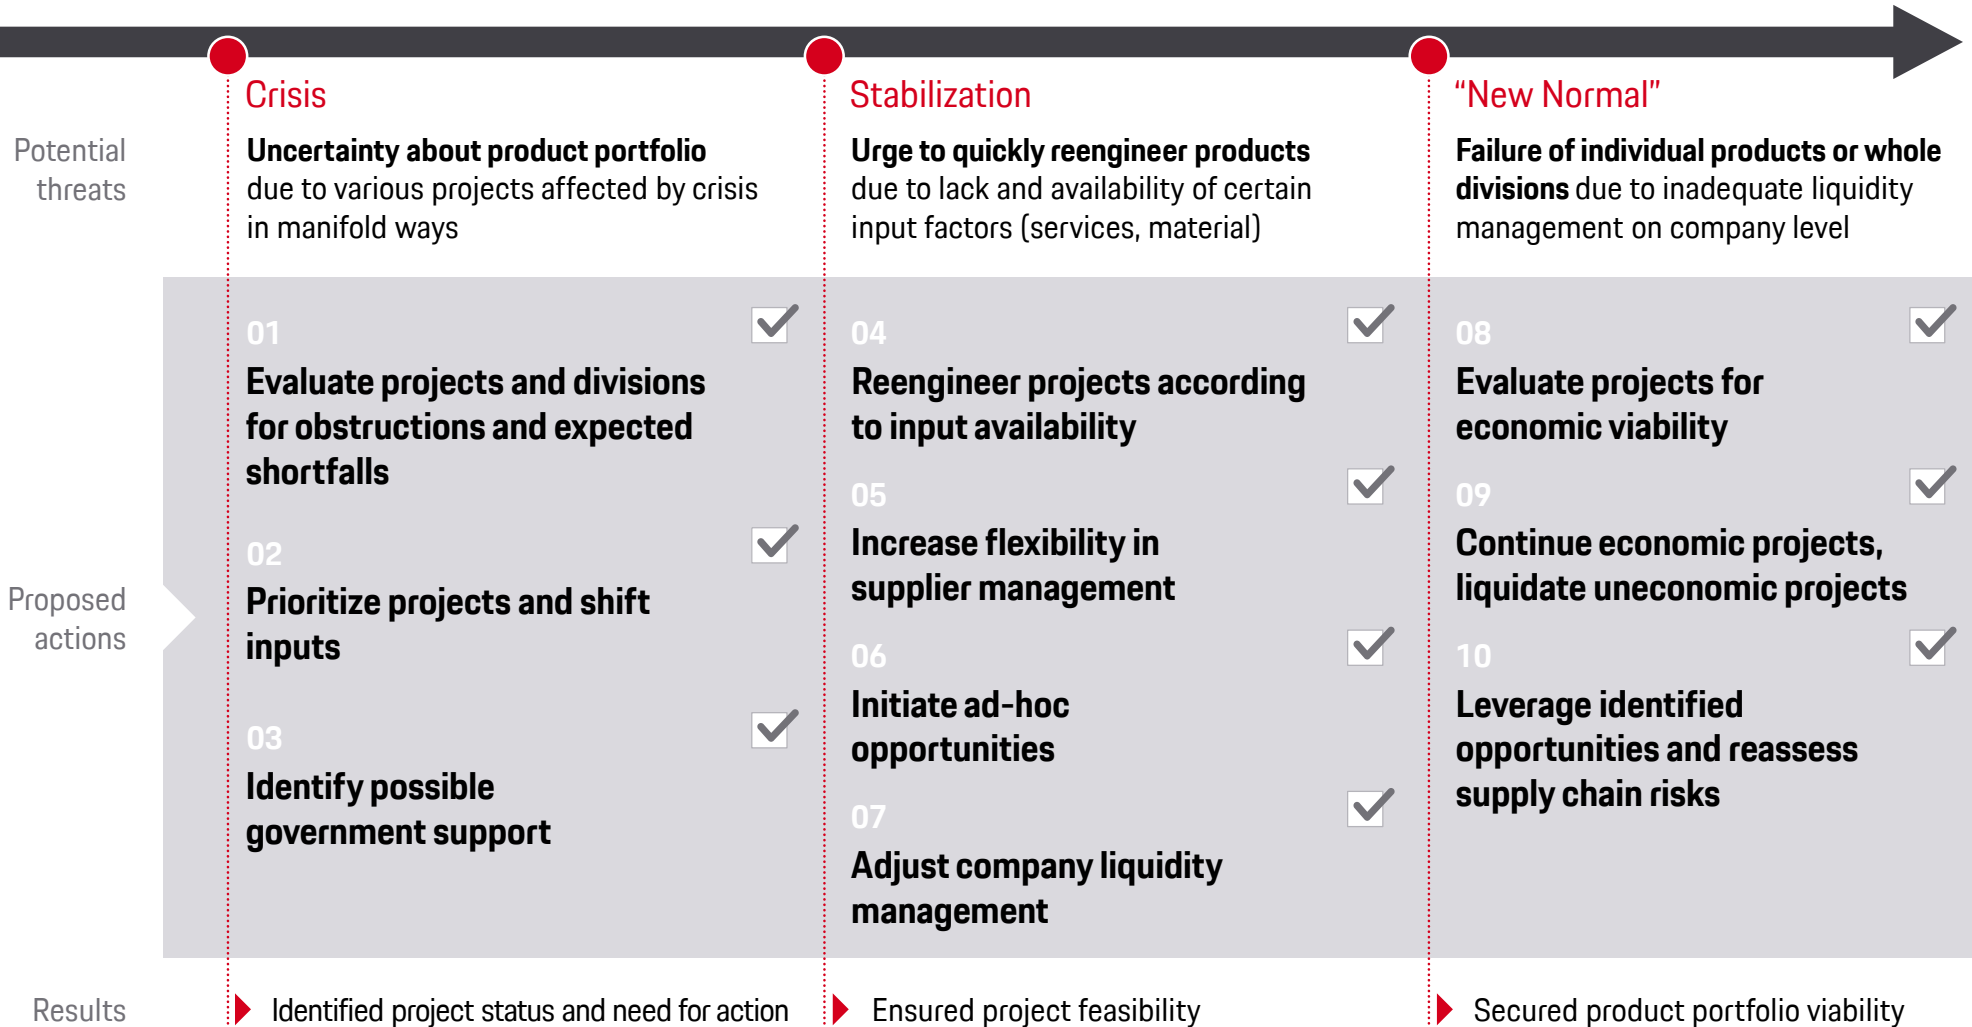 Crisis
Stabilization
“New Normal”
Potential
threats
Uncertainty about product portfolio
due to various projects affected by crisis
in manifold ways
Urge to quickly reengineer products
due to lack and availability of certain
input factors (services, material)
Failure of individual products or whole
divisions due to inadequate liquidity
management on company level
Proposed
actions
01
Evaluate projects and divisions
for obstructions and expected
shortfalls
02
Prioritize projects and shift
inputs
03
Identify possible
government support
04
Reengineer projects according
to input availability
05
Increase flexibility in
supplier management
06
Initiate ad-hoc
opportunities
07
Adjust company liquidity
management
08
Evaluate projects for
economic viability
09
Continue economic projects,
liquidate uneconomic projects
10
Leverage identified
opportunities and reassess
supply chain risks
Results
Identified project status and need for action
Ensured project feasibility
Secured product portfolio viability